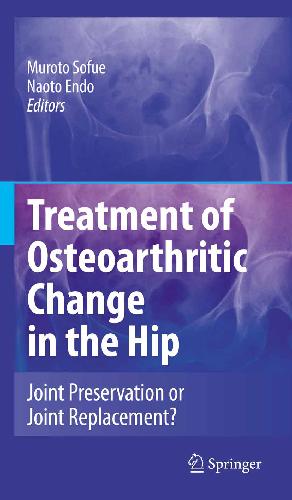 Muroto Sofue
Naoto Endo
Editors
Treatment of
Osteoarthritic
Change
in the Hip
Joint Preservation or
Joint Replacement?
Springer